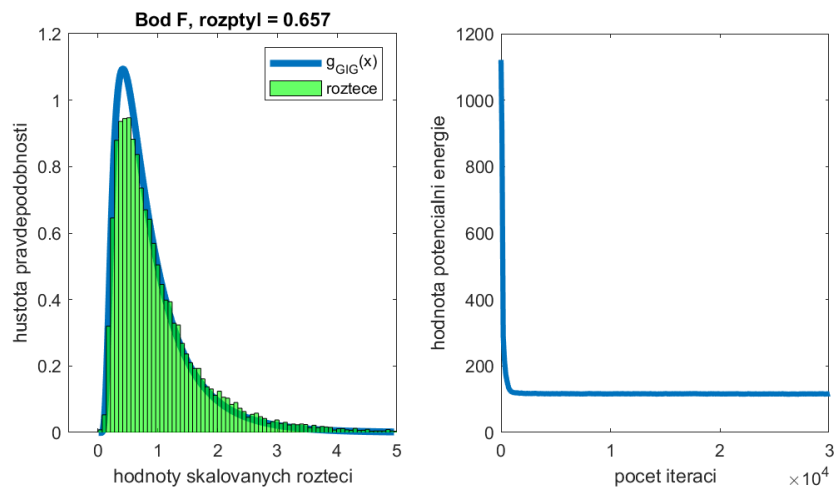 Bod F, rozptyl = 0.657
hustota pravdepodobnosti
1.2
1
0.8
0.6
0.4
0.2
0
g_GIG(x)
roztece
0 1 2 3 4 5
hodnoty skalovanych rozteci
hodnota potencialni energie
1200
1000
800
600
400
200
0
0 1 2 3
×10^4
pocet iteraci